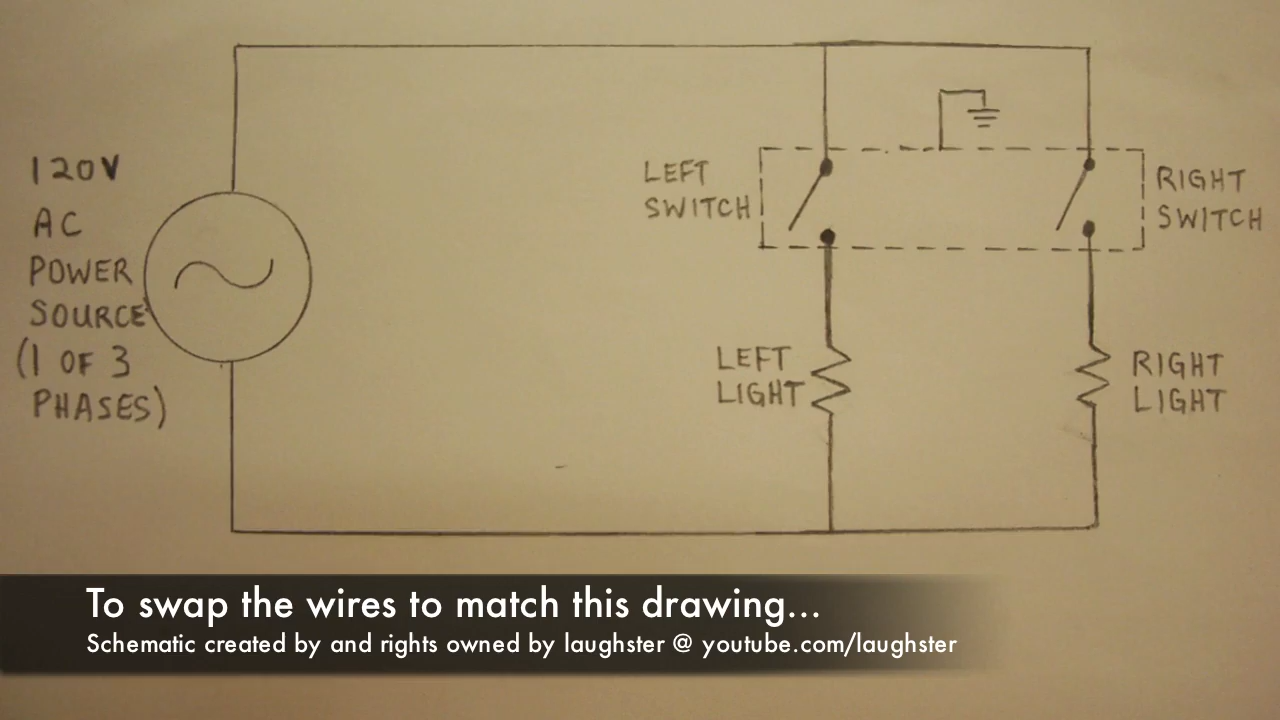 120V
AC
POWER
SOURCE
(1 OF 3
PHASES)
LEFT
SWITCH
RIGHT
SWITCH
LEFT
LIGHT
RIGHT
LIGHT
To swap the wires to match this drawing...
Schematic created by and rights owned by laughster @ youtube.com/laughster